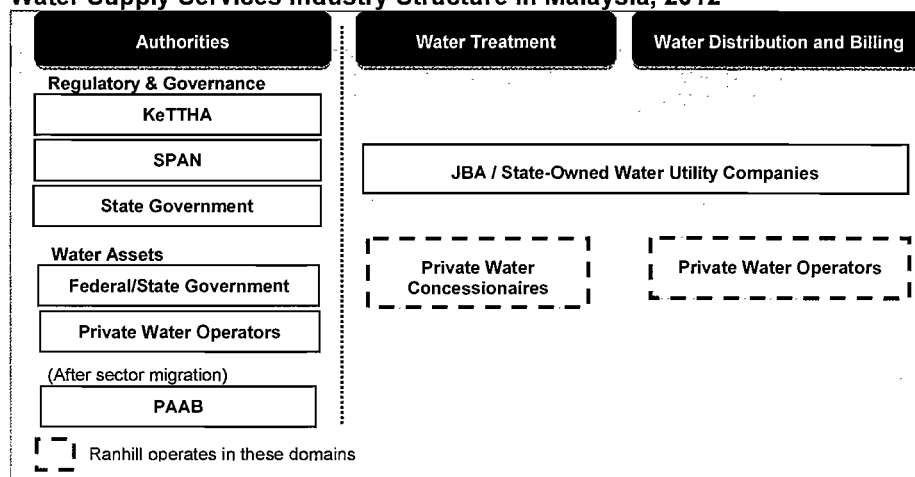 Water Supply Services Industry Structure in Malaysia, 2012
Authorities
Water Treatment
Water Distribution and Billing
Regulatory & Governance
KeTTHA
SPAN
State Government
JBA / State-Owned Water Utility Companies
Water Assets
Federal/State Government
Private Water Operators
Private Water
Concessionaires
Private Water Operators
(After sector migration)
PAAB
Ranhill operates in these domains